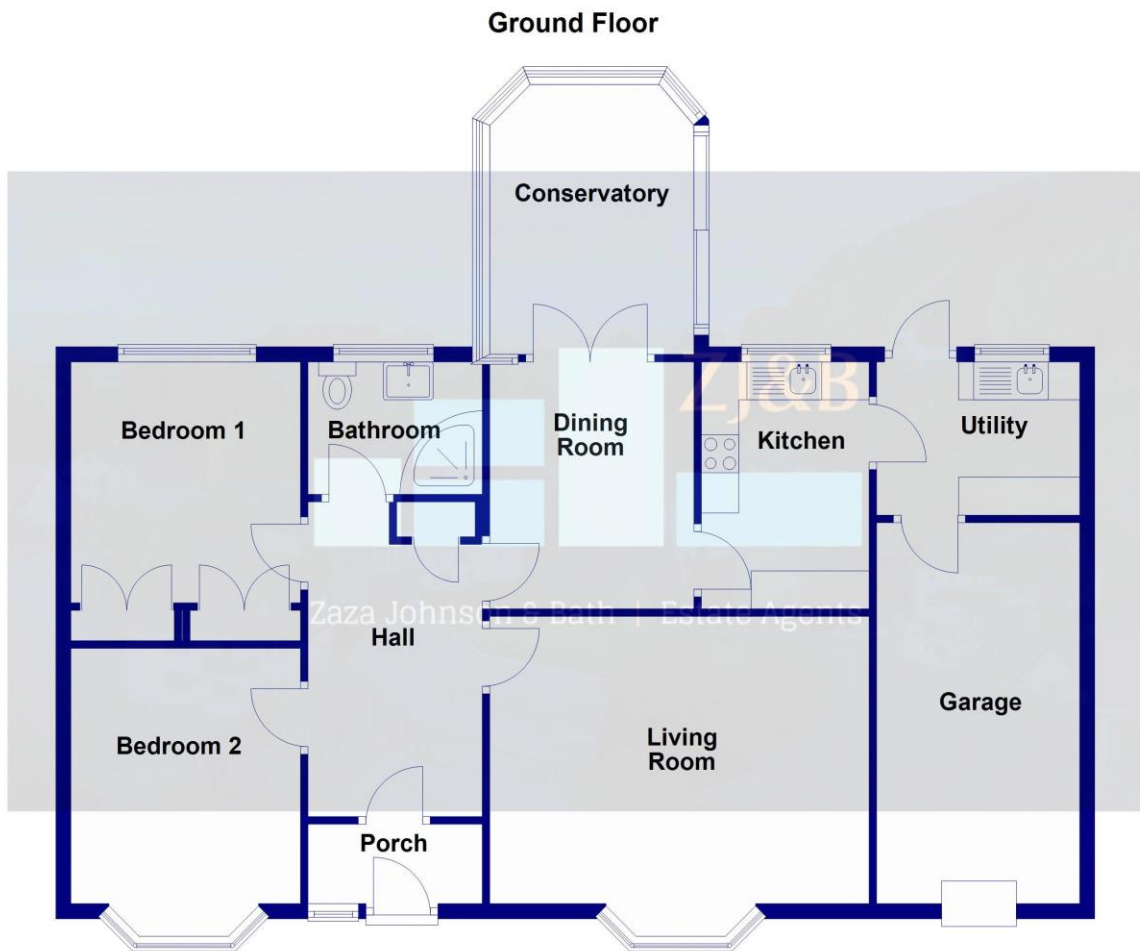 Ground Floor
Conservatory
ZJ&B
Bedroom 1
Bathroom
Dining
Room
Kitchen
Utility
Zaza Johnson & Bath | Estate Agents
Hall
Bedroom 2
Living
Room
Garage
Porch